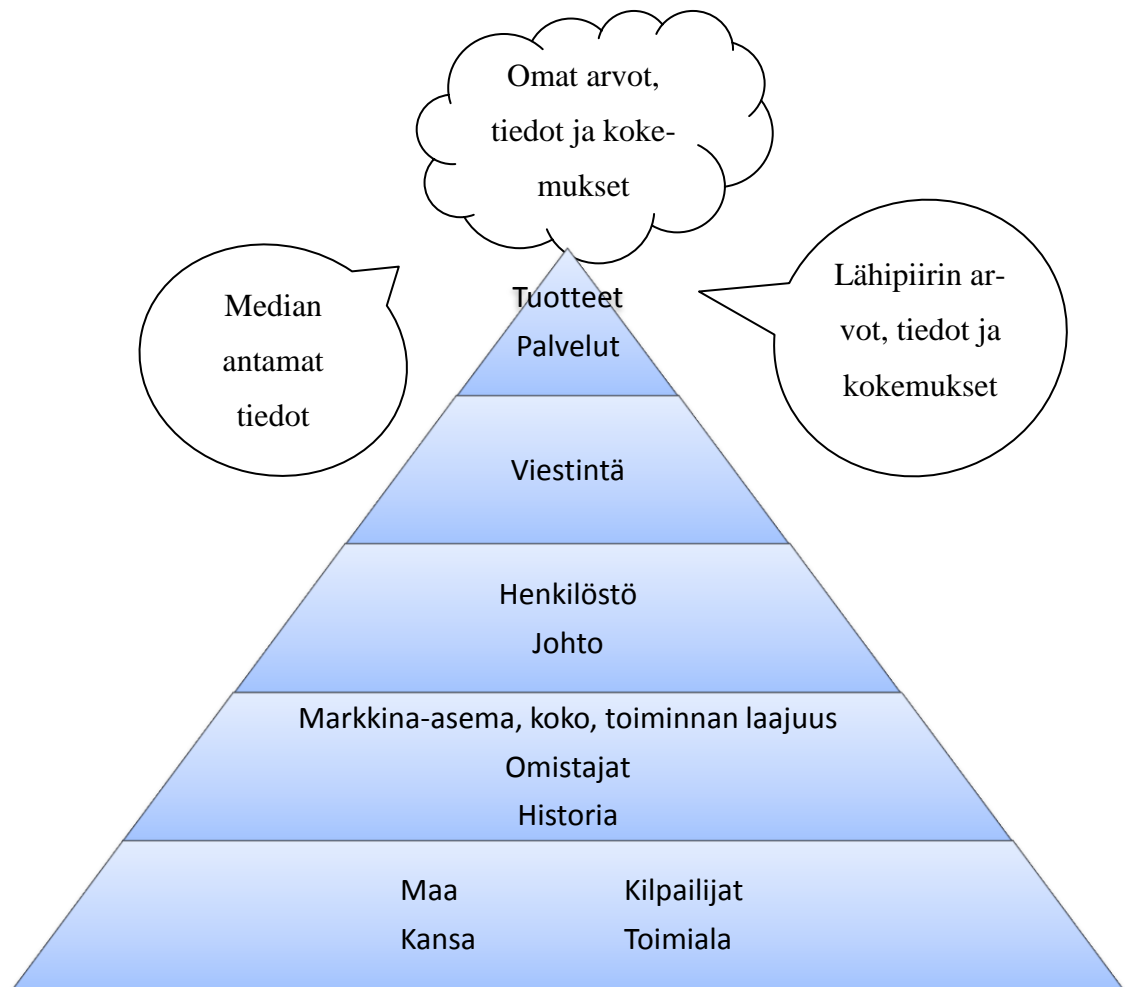 Omat arvot,
tiedot ja koke-
mukset
Median
antamat
tiedot
Lähipiirin ar-
vot, tiedot ja
kokemukset
Tuotteet
Palvelut
Viestintä
Henkilöstö
Johto
Markkina-asema, koko, toiminnan laajuus
Omistajat
Historia
Maa Kilpailijat
Kansa Toimiala